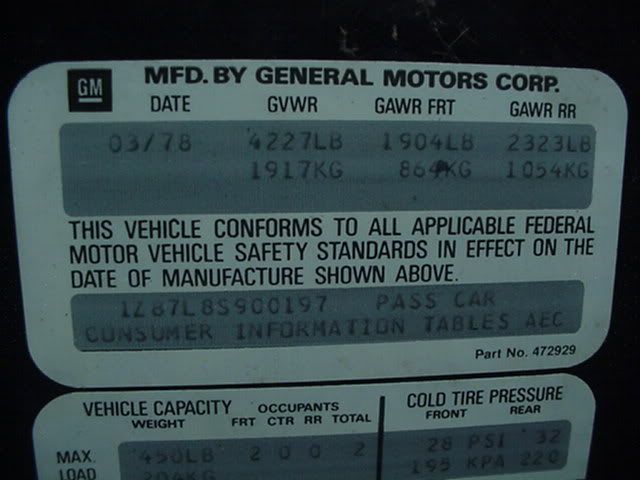 GM MFD. BY GENERAL MOTORS CORP.
DATE GVWR GAWR FRT GAWR RR
03/78 4227LB 1904LB 2323LB
1917KG 864KG 1054KG
THIS VEHICLE CONFORMS TO ALL APPLICABLE FEDERAL
MOTOR VEHICLE SAFETY STANDARDS IN EFFECT ON THE
DATE OF MANUFACTURE SHOWN ABOVE.
1Z87L8S900197 PASS CAR
CONSUMER INFORMATION TABLES AEC
Part No. 472929
VEHICLE CAPACITY OCCUPANTS COLD TIRE PRESSURE
WEIGHT FRT CTR RR TOTAL FRONT REAR
MAX. 450LB 2 0 0 2 28 PSI 32
LOAD 204KG 195 KPA 220